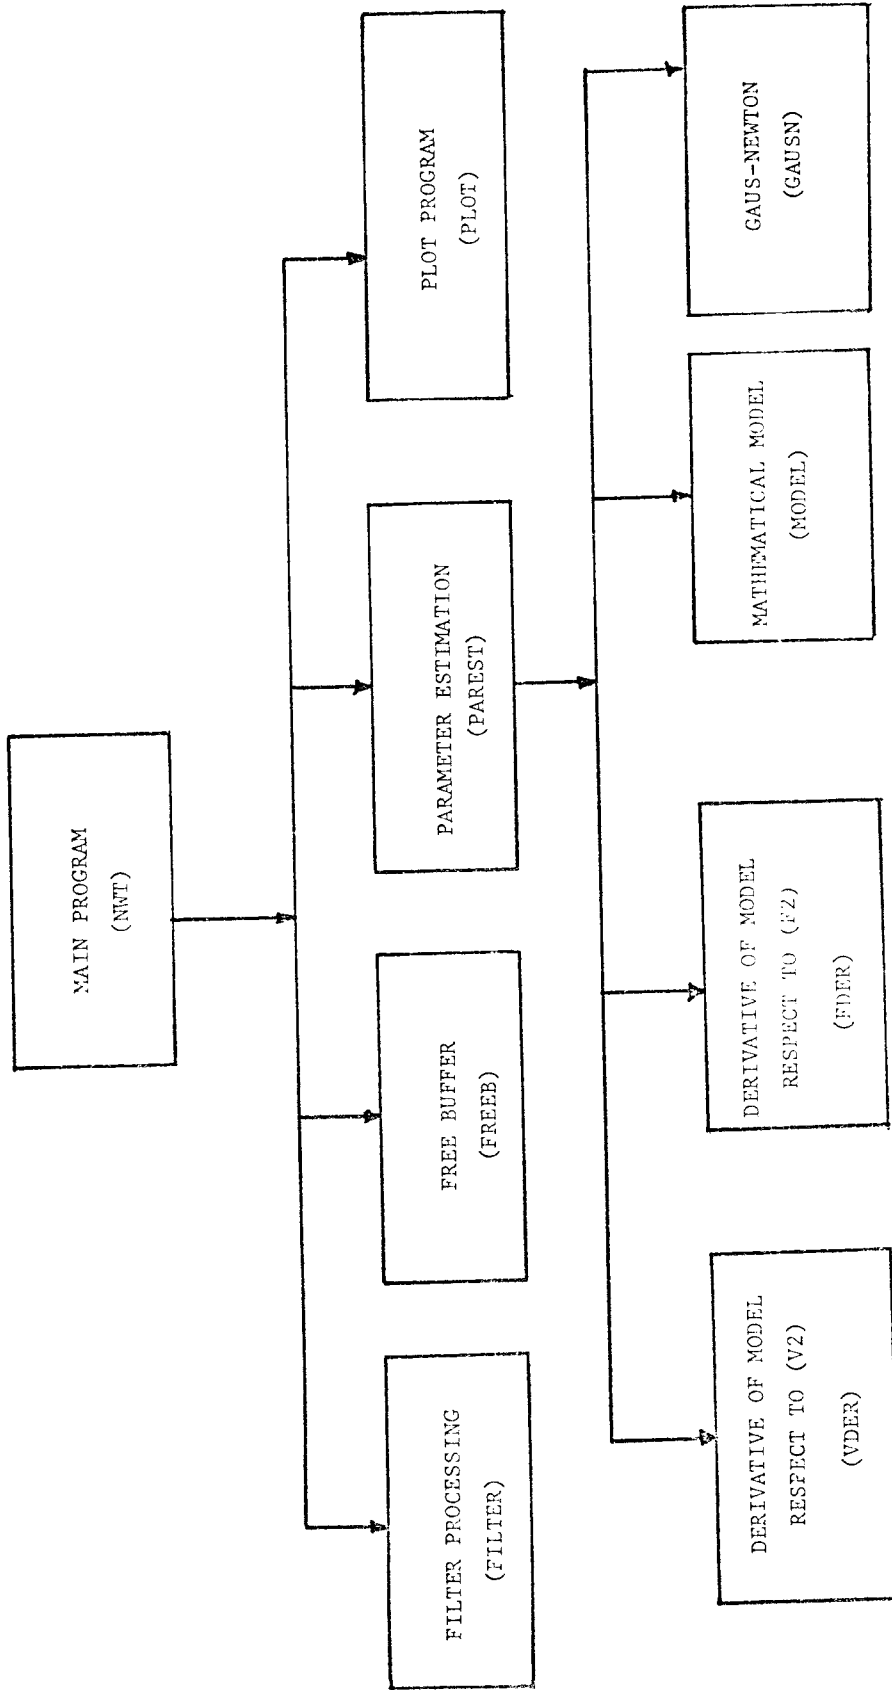 MAIN PROGRAM
(NWT)
FILTER PROCESSING
(FILTER)
FREE BUFFER
(FREEB)
PARAMETER ESTIMATION
(PAREST)
PLOT PROGRAM
(PLOT)
DERIVATIVE OF MODEL
RESPECT TO (V2)
(VDER)
DERIVATIVE OF MODEL
RESPECT TO (F2)
(FDER)
MATHEMATICAL MODEL
(MODEL)
GAUS-NEWTON
(GAUSN)